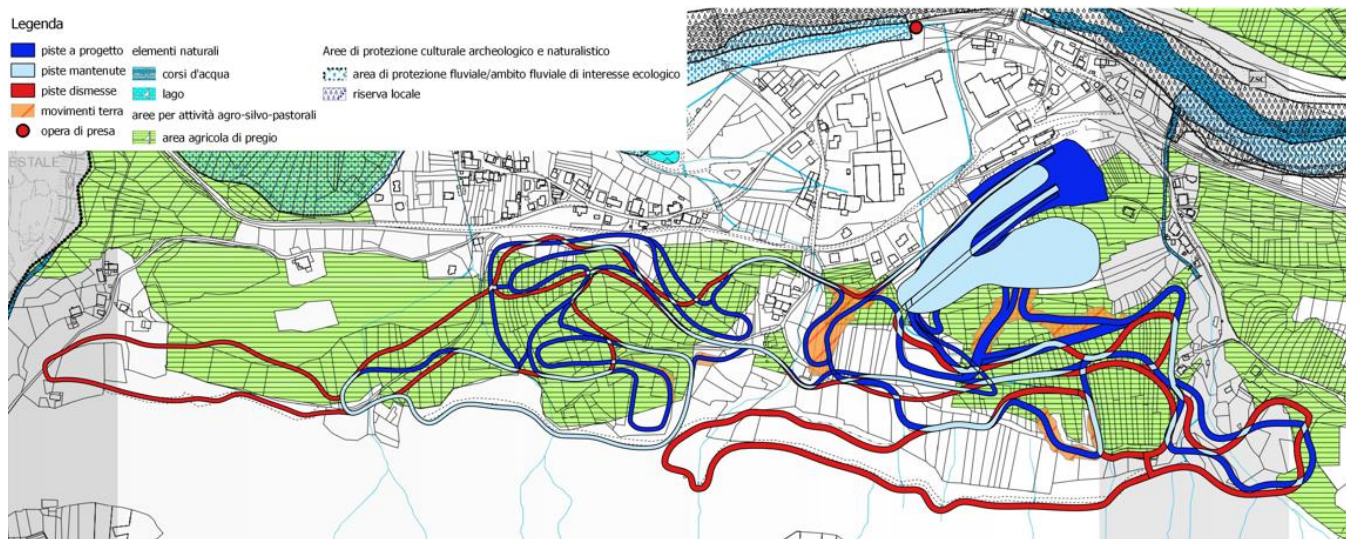 Legenda
piste a progetto
piste mantenute
piste dismesse
movimenti terra
opera di presa
elementi naturali
corsi d'acqua
lago
aree per attività agro-silvo-pastorali
area agricola di pregio
Aree di protezione culturale archeologico e naturalistico
area di protezione fluviale/ambito fluviale di interesse ecologico
riserva locale
ZSC
ESTALE